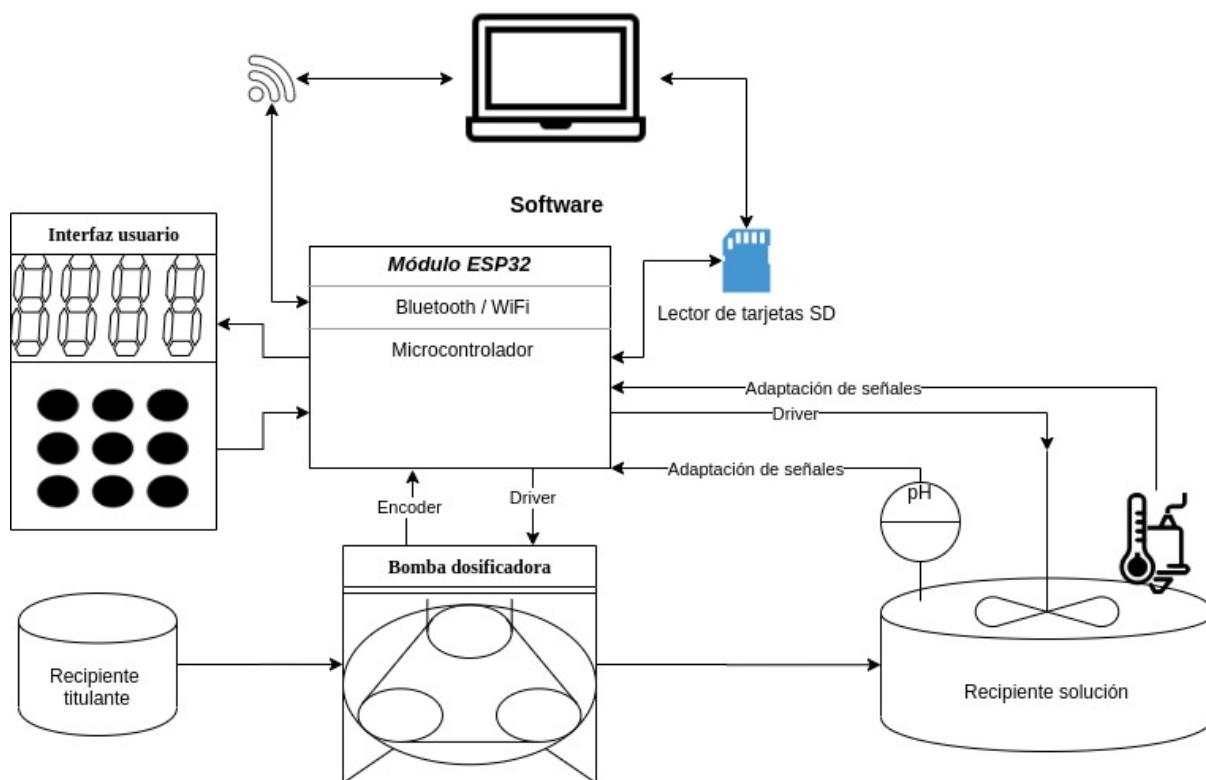 Software
Interfaz usuario
Módulo ESP32
Bluetooth / WiFi
Lector de tarjetas SD
Microcontrolador
Adaptación de señales
Driver
Adaptación de señales
pH
Encoder
Driver
Bomba dosificadora
Recipiente
titulante
Recipiente solución